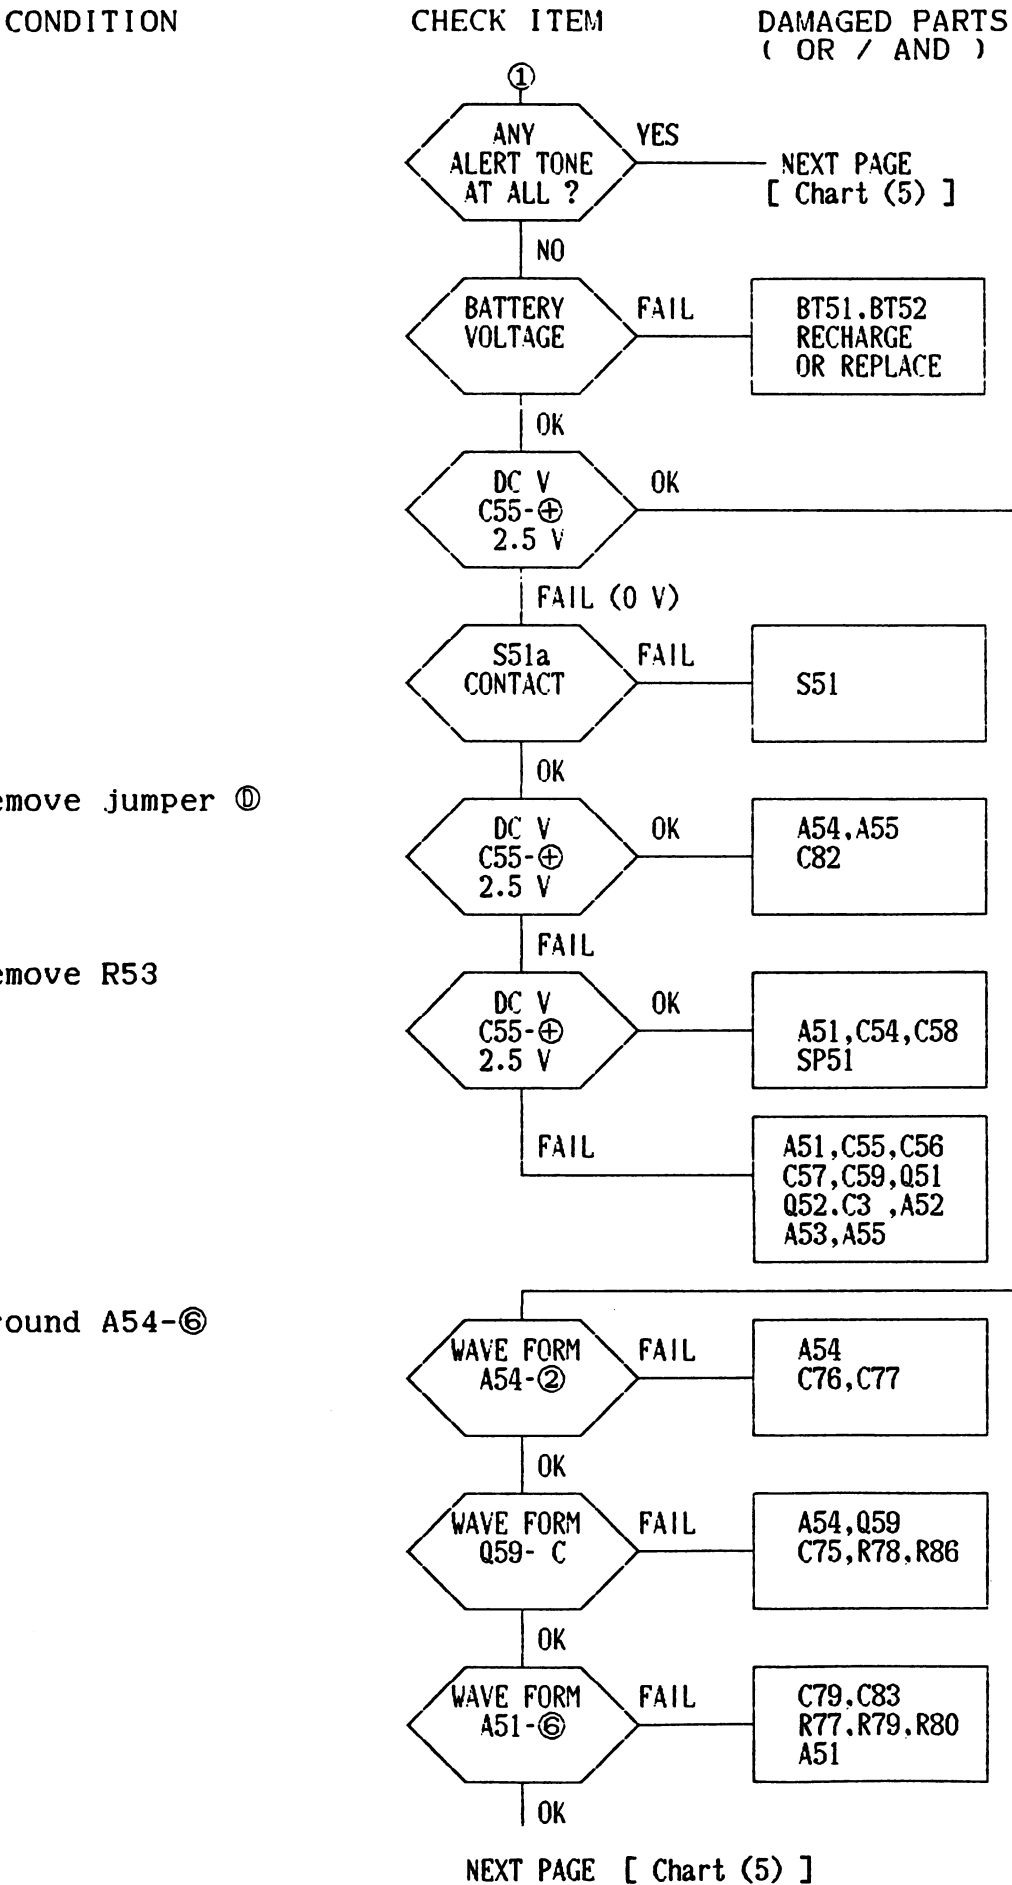 CONDITION CHECK ITEM DAMAGED PARTS
( OR / AND )
①
ANY
ALERT TONE
AT ALL ?
YES
NEXT PAGE
[ Chart (5) ]
NO
BATTERY
VOLTAGE
FAIL
BT51.BT52
RECHARGE
OR REPLACE
OK
DC V
C55-⊕
2.5 V
OK
FAIL (0 V)
S51a
CONTACT
FAIL
S51
OK
emove jumper Ⓓ
DC V
C55-⊕
2.5 V
OK
A54,A55
C82
FAIL
emove R53
DC V
C55-⊕
2.5 V
OK
A51,C54,C58
SP51
FAIL
A51,C55,C56
C57,C59,Q51
Q52.C3 ,A52
A53,A55
round A54-⑥
WAVE FORM
A54-②
FAIL
A54
C76,C77
OK
WAVE FORM
Q59- C
FAIL
A54,Q59
C75,R78,R86
OK
WAVE FORM
A51-⑥
FAIL
C79.C83
R77.R79.R80
A51
OK
NEXT PAGE [ Chart (5) ]